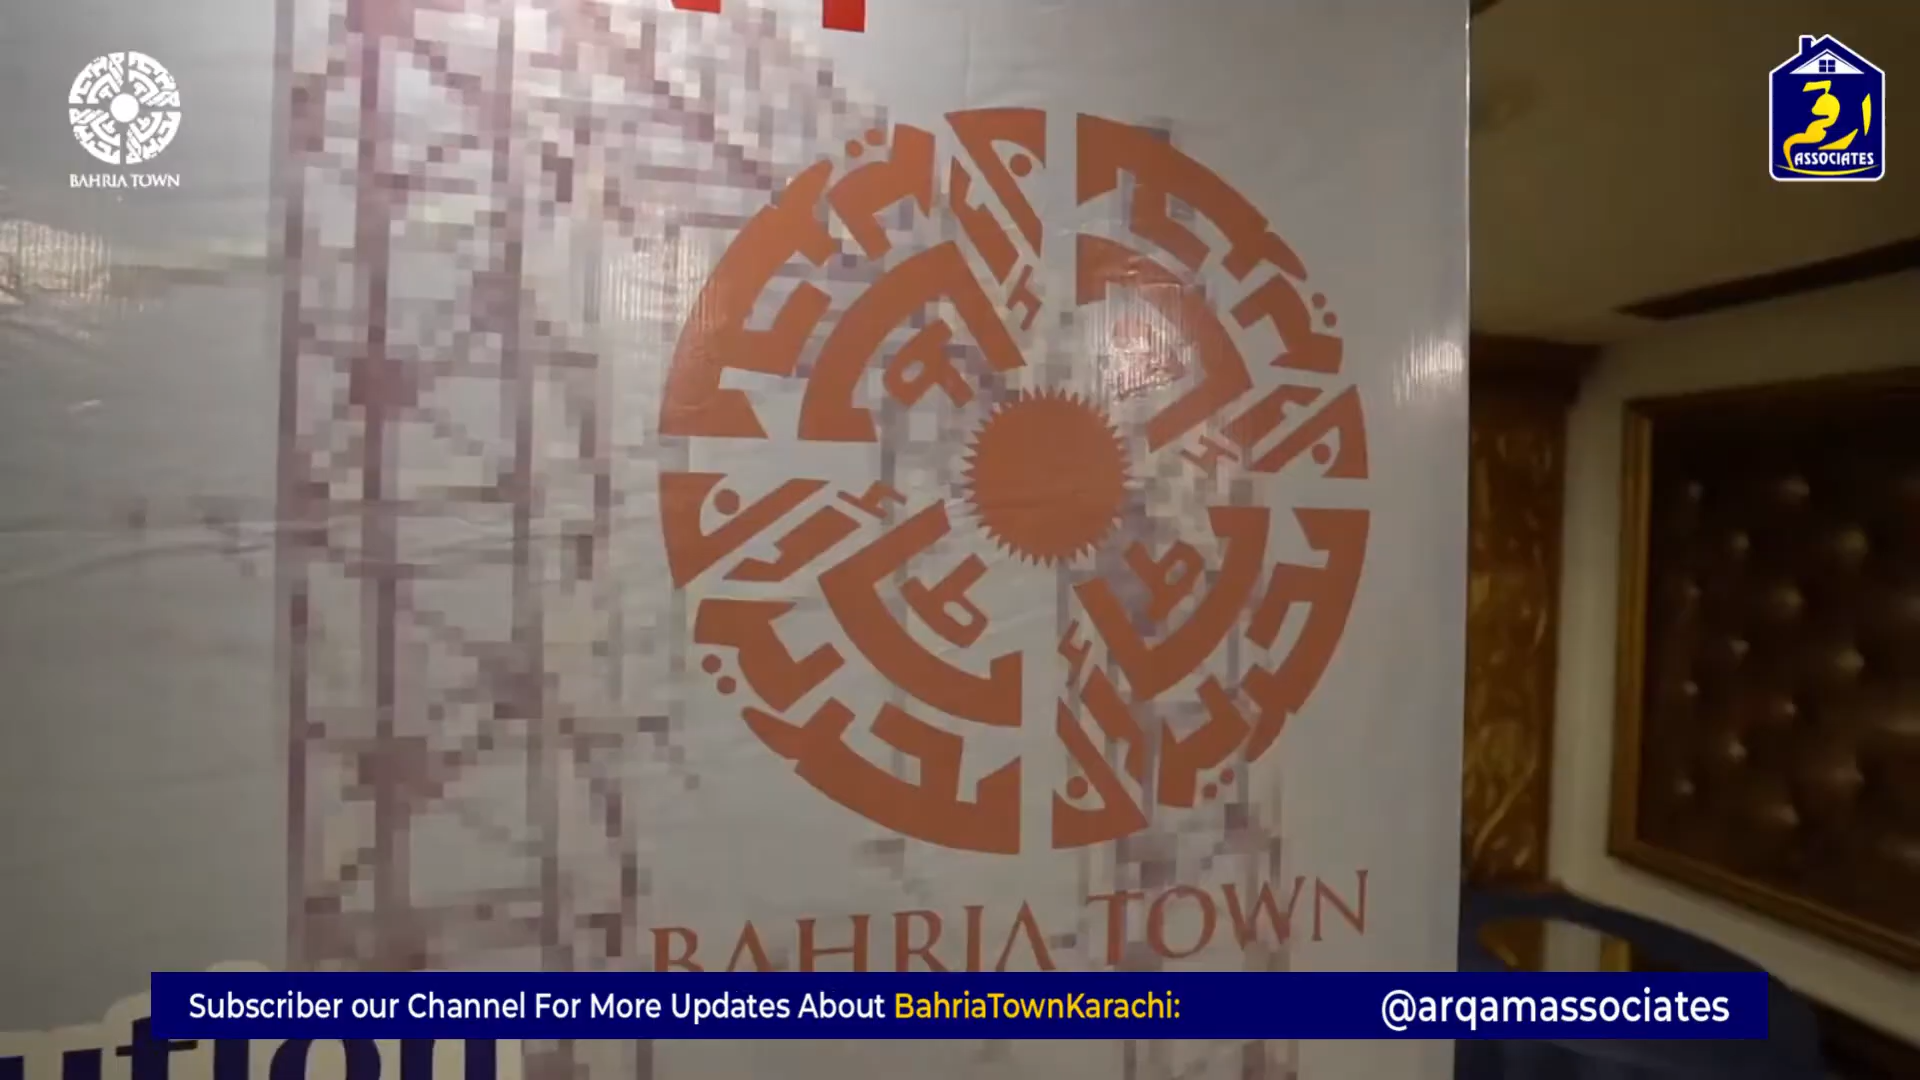 BAHRIA TOWN
ASSOCIATES
BAHRIA TOWN
Subscriber our Channel For More Updates About BahriaTownKarachi:
@arqamassociates